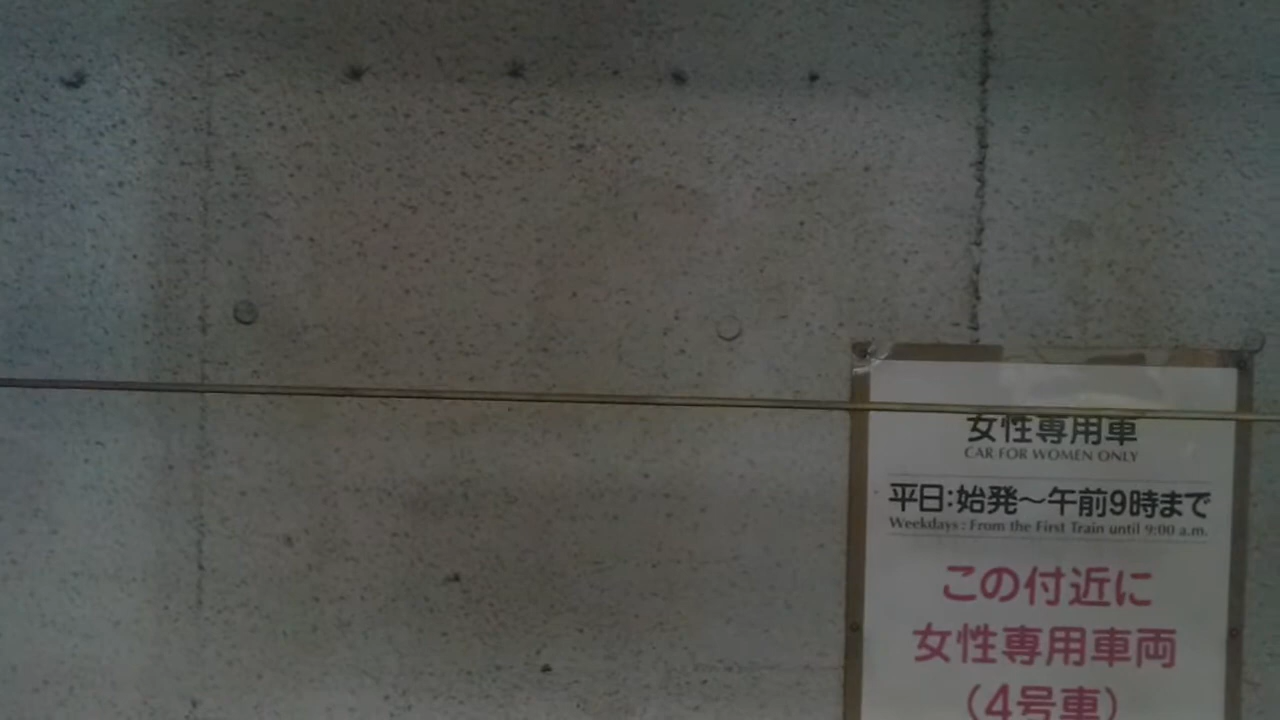 女性専用車
CAR FOR WOMEN ONLY
平日:始発～午前9時まで
Weekdays : From the First Train until 9:00 a.m.
この付近に
女性専用車両
（4号車）